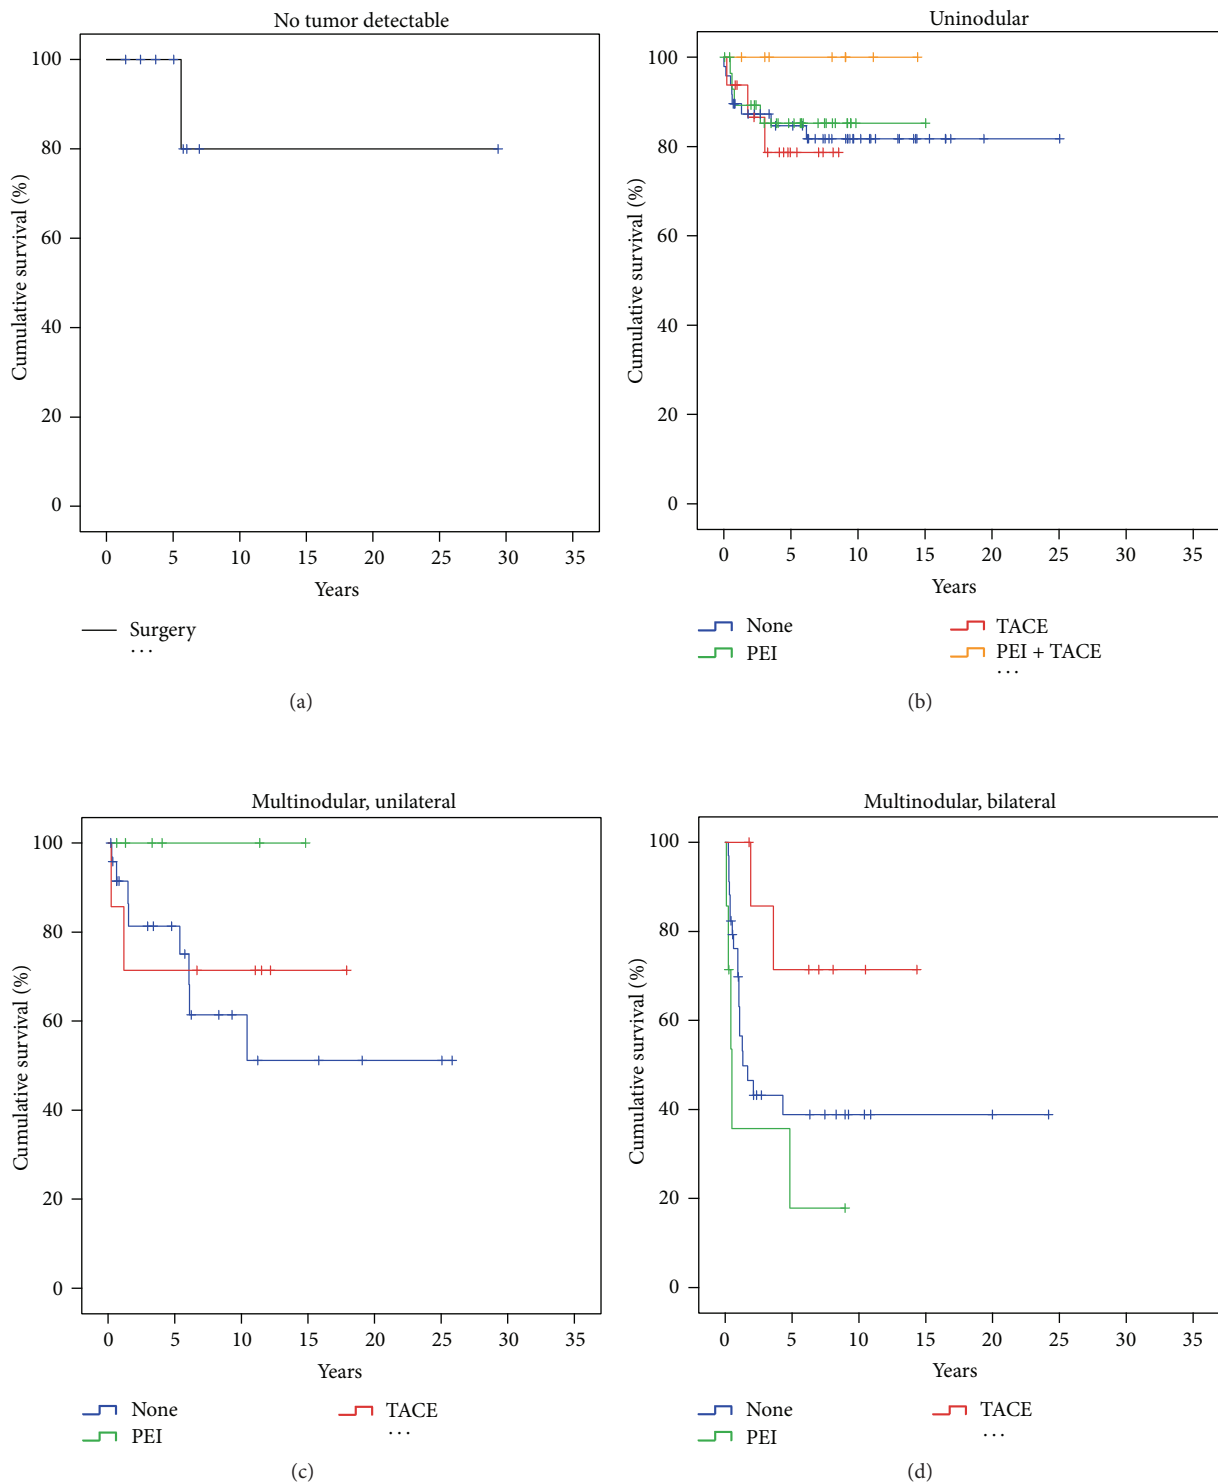 No tumor detectable
100
80
60
40
20
0
Cumulative survival (%)
0 5 10 15 20 25 30 35
Years
Surgery
...
(a)
Uninodular
100
80
60
40
20
0
Cumulative survival (%)
0 5 10 15 20 25 30 35
Years
None
PEI
TACE
PEI + TACE
...
(b)
Multinodular, unilateral
100
80
60
40
20
0
Cumulative survival (%)
0 5 10 15 20 25 30 35
Years
None
PEI
TACE
...
(c)
Multinodular, bilateral
100
80
60
40
20
0
Cumulative survival (%)
0 5 10 15 20 25 30 35
Years
None
PEI
TACE
...
(d)